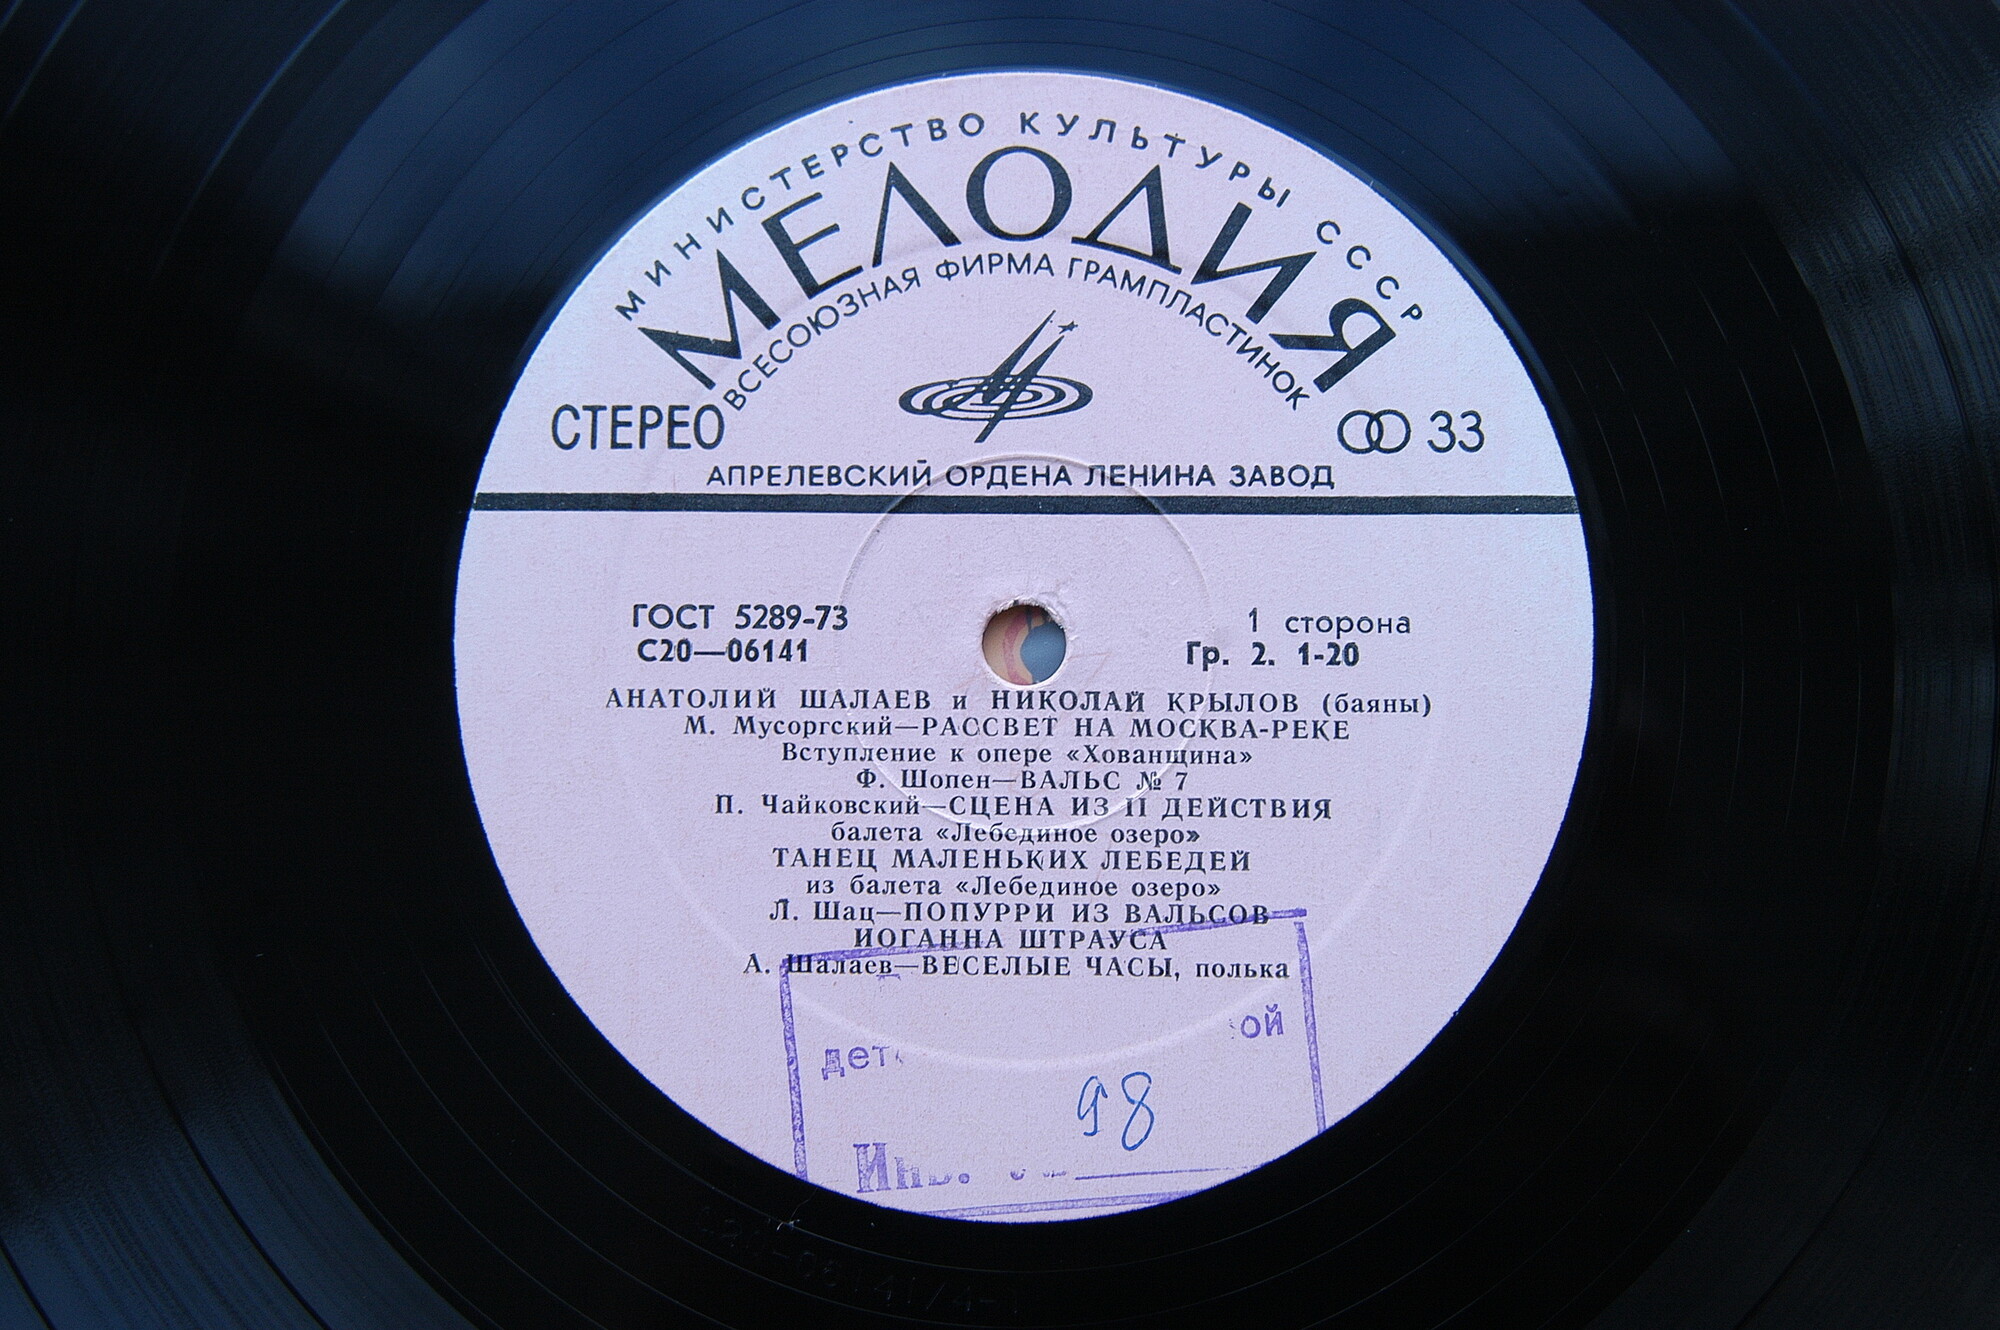 МИНИСТЕРСТВО КУЛЬТУРЫ СССР
МЕЛОДИЯ
ВСЕСОЮЗНАЯ ФИРМА ГРАМПЛАСТИНОК
СТЕРЕО 33
АПРЕЛЕВСКИЙ ОРДЕНА ЛЕНИНА ЗАВОД
ГОСТ 5289-73 1 сторона
С20—06141 Гр. 2. 1-20
АНАТОЛИЙ ШАЛАЕВ и НИКОЛАЙ КРЫЛОВ (баяны)
М. Мусоргский—РАССВЕТ НА МОСКВА-РЕКЕ
Вступление к опере «Хованщина»
Ф. Шопен—ВАЛЬС № 7
П. Чайковский—СЦЕНА ИЗ II ДЕЙСТВИЯ
балета «Лебединое озеро»
ТАНЕЦ МАЛЕНЬКИХ ЛЕБЕДЕЙ
из балета «Лебединое озеро»
Л. Шац—ПОПУРРИ ИЗ ВАЛЬСОВ
ИОГАННА ШТРАУСА
А. Шалаев—ВЕСЕЛЫЕ ЧАСЫ, полька
98
Инв.